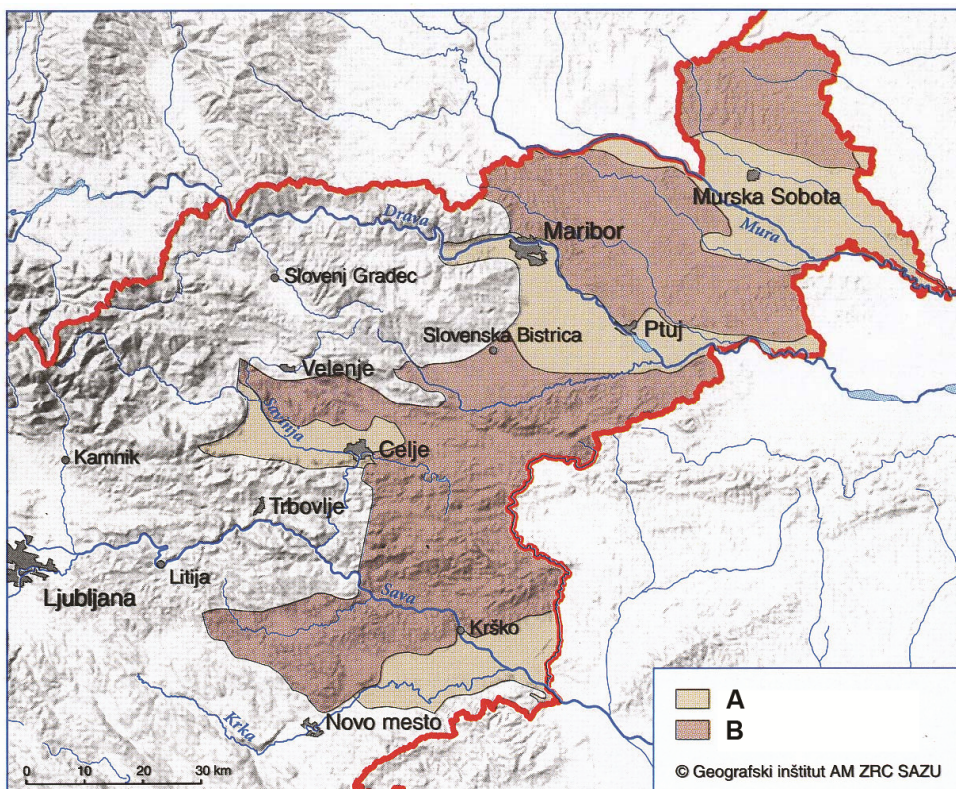 Murska Sobota
Mura
Drava
Maribor
Slovenj Gradec
Slovenska Bistrica
Ptuj
Velenje
Savinja
Celje
Kamnik
Trbovlje
Ljubljana
Litija
Sava
Krško
Krka
Novo mesto
0 10 20 30 km
A
B
© Geografski inštitut AM ZRC SAZU